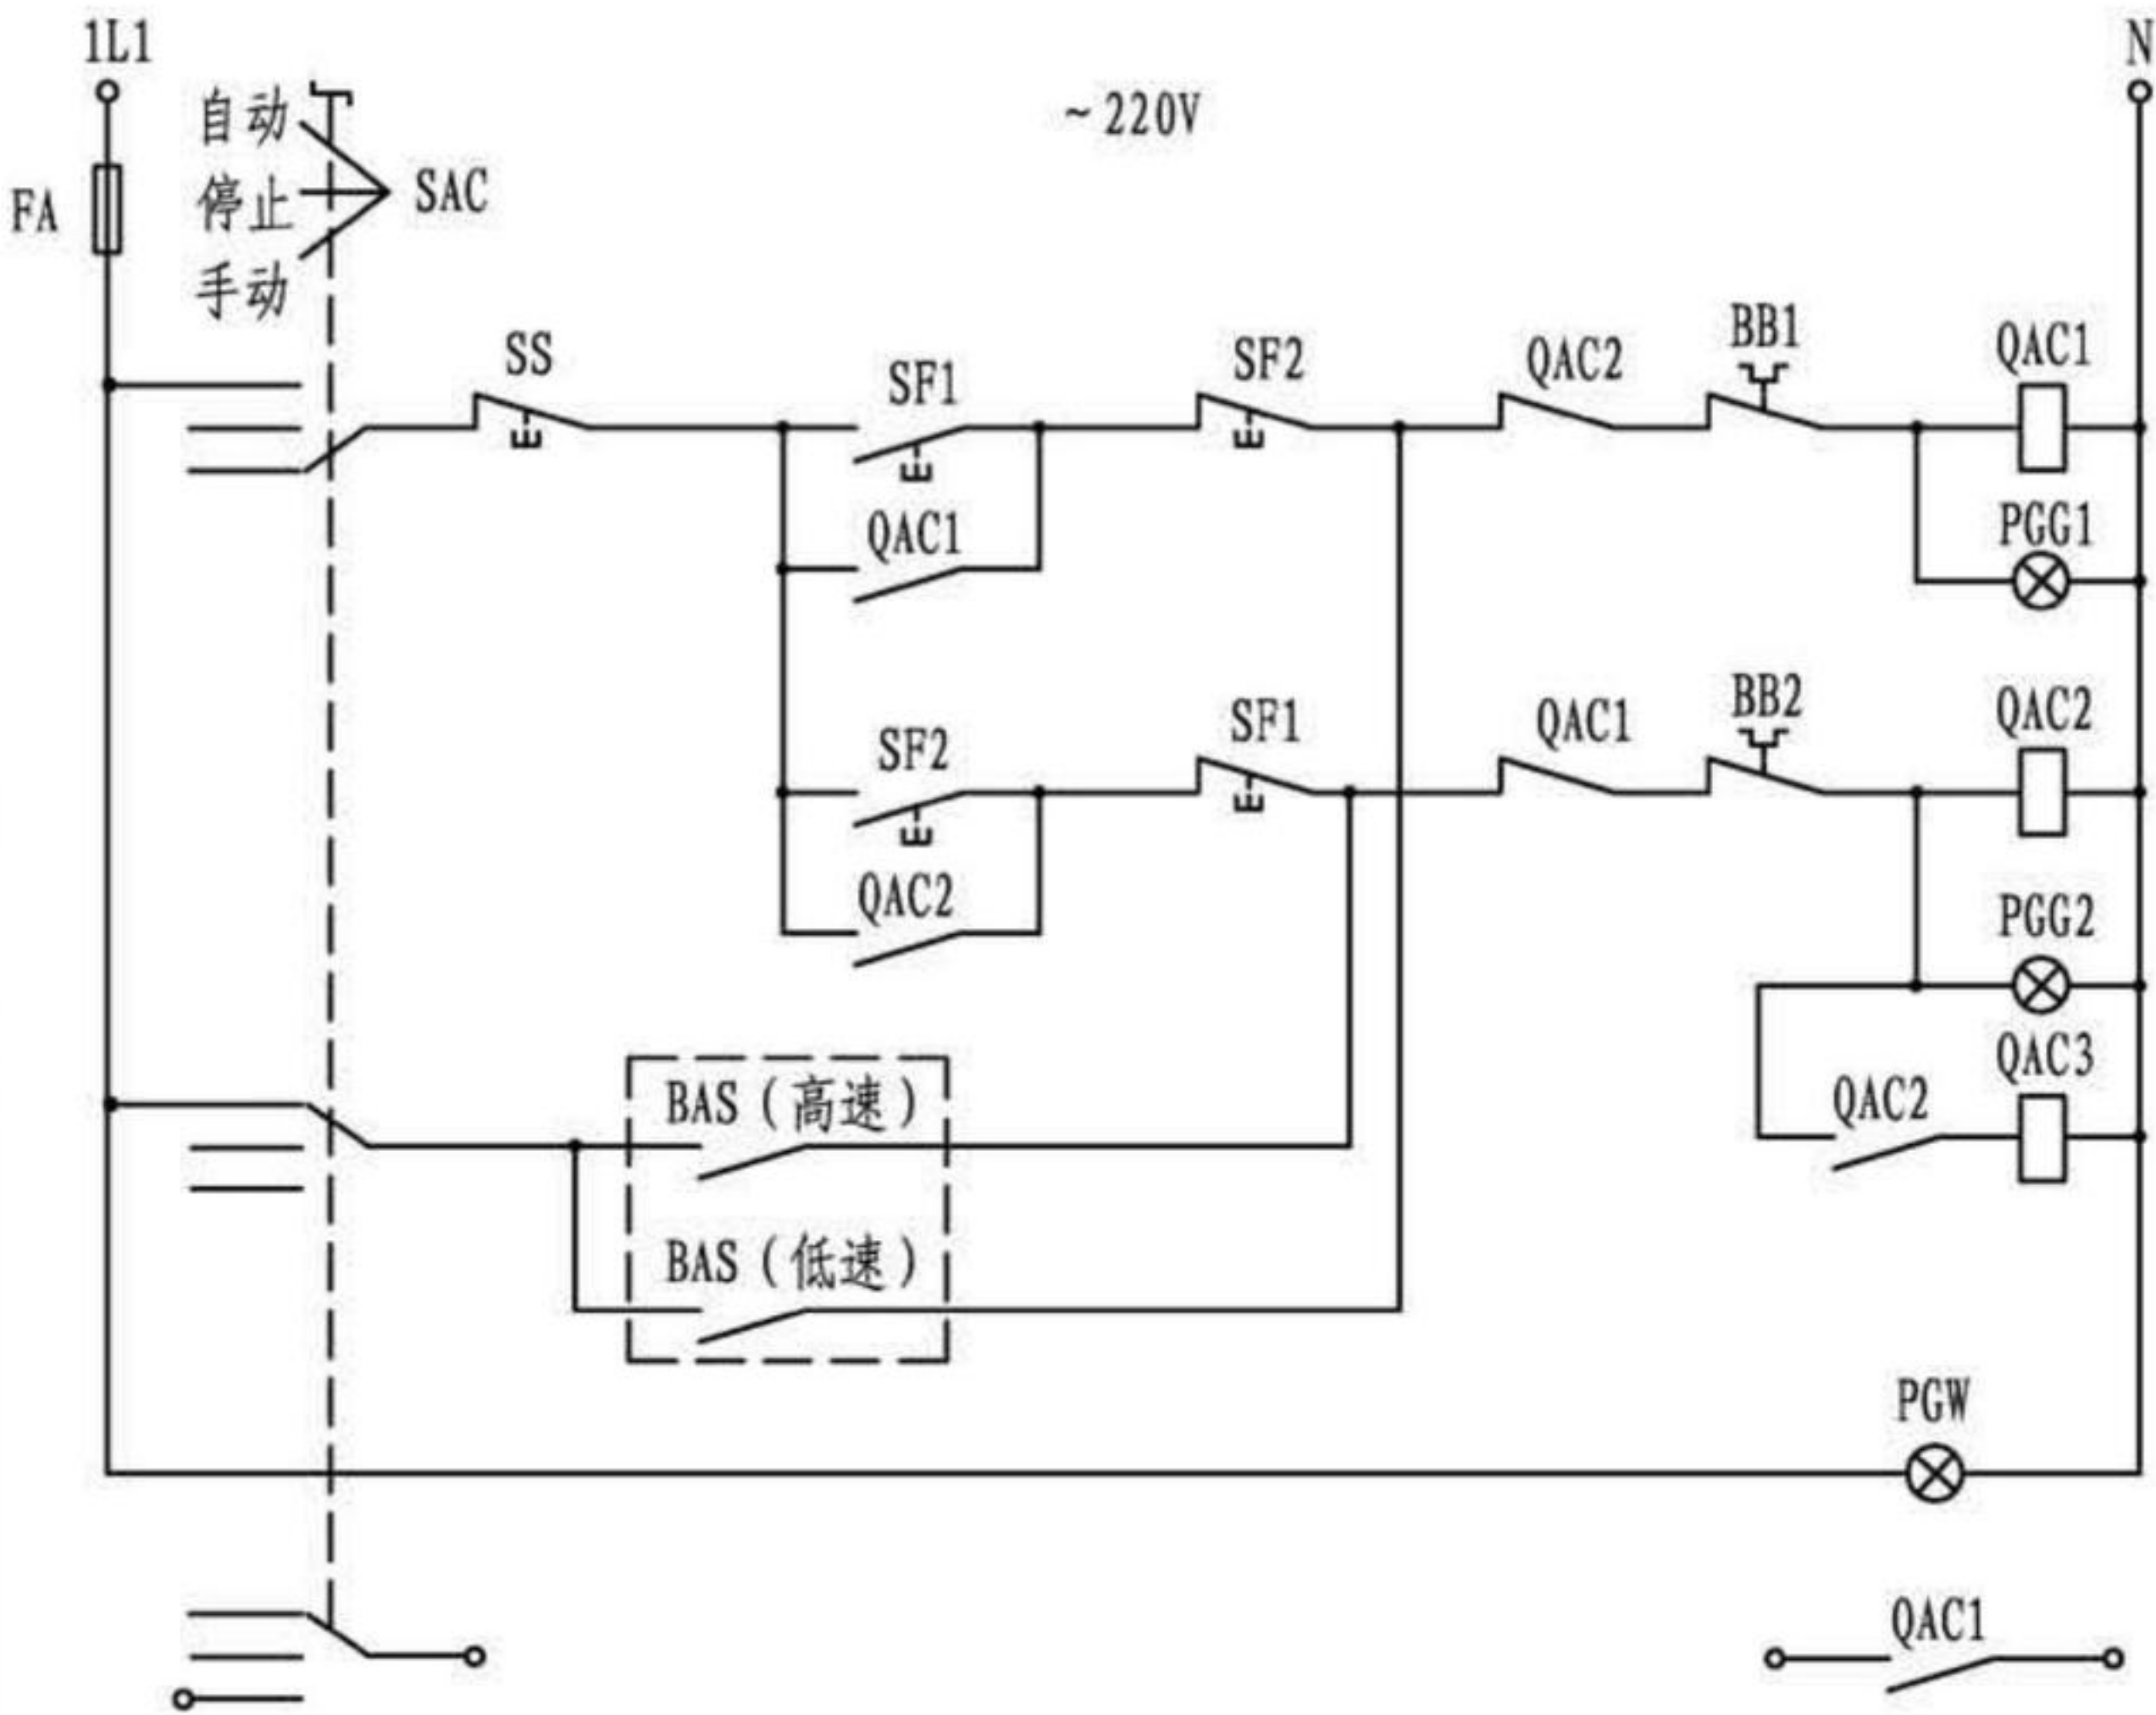 1L1
N
自动
~220V
停止
SAC
FA
手动
SS
SF1
SF2
QAC2
BB1
QAC1
QAC1
PGG1
SF2
SF1
QAC1
BB2
QAC2
QAC2
PGG2
BAS（高速）
QAC2
QAC3
BAS（低速）
PGW
QAC1